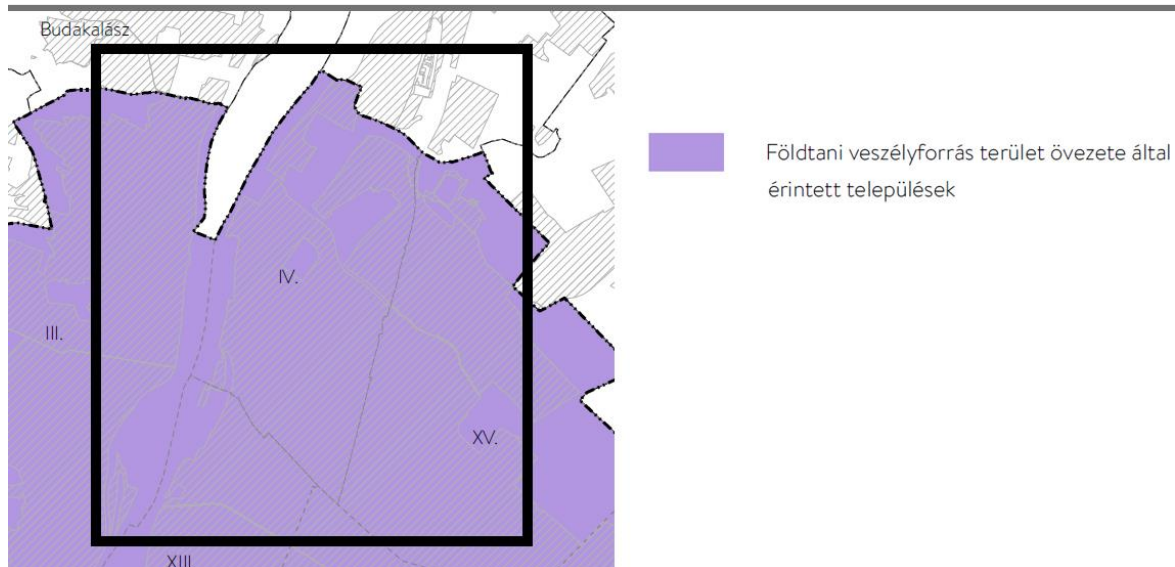 Budakalász
IV.
III.
XV.
XIII.
Földtani veszélyforrás terület övezete által
érintett települések